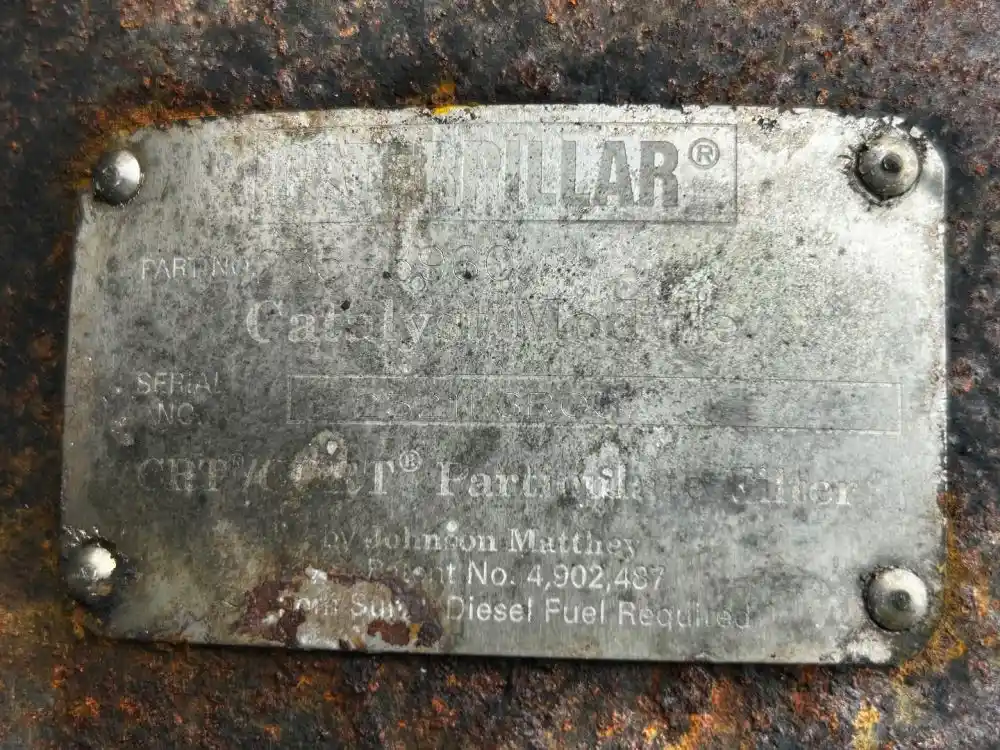 CATERPILLAR®
PART NO
Catalyst Module
SERIAL
NO.
CRT®/CCRT® Particulate Filter
by Johnson Matthey
Patent No. 4,902,487
Diesel Fuel Required